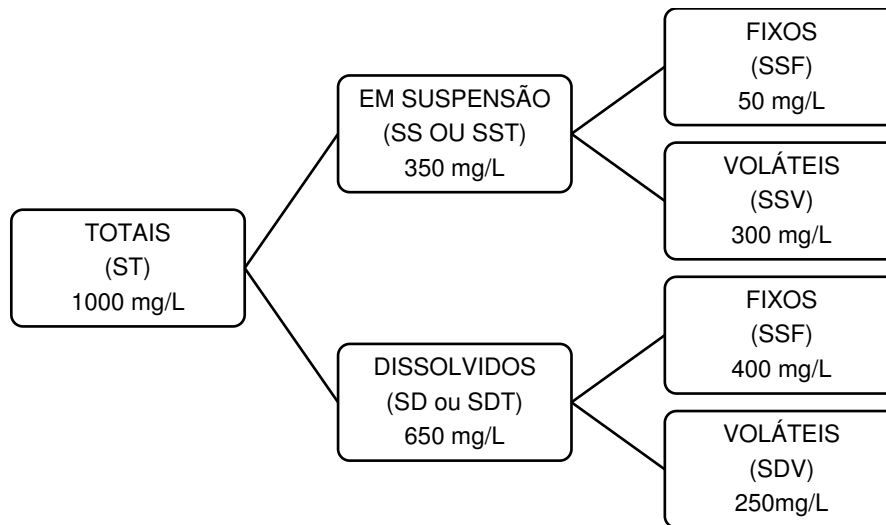 TOTAIS
(ST)
1000 mg/L
EM SUSPENSÃO
(SS OU SST)
350 mg/L
FIXOS
(SSF)
50 mg/L
VOLÁTEIS
(SSV)
300 mg/L
DISSOLVIDOS
(SD ou SDT)
650 mg/L
FIXOS
(SSF)
400 mg/L
VOLÁTEIS
(SDV)
250mg/L